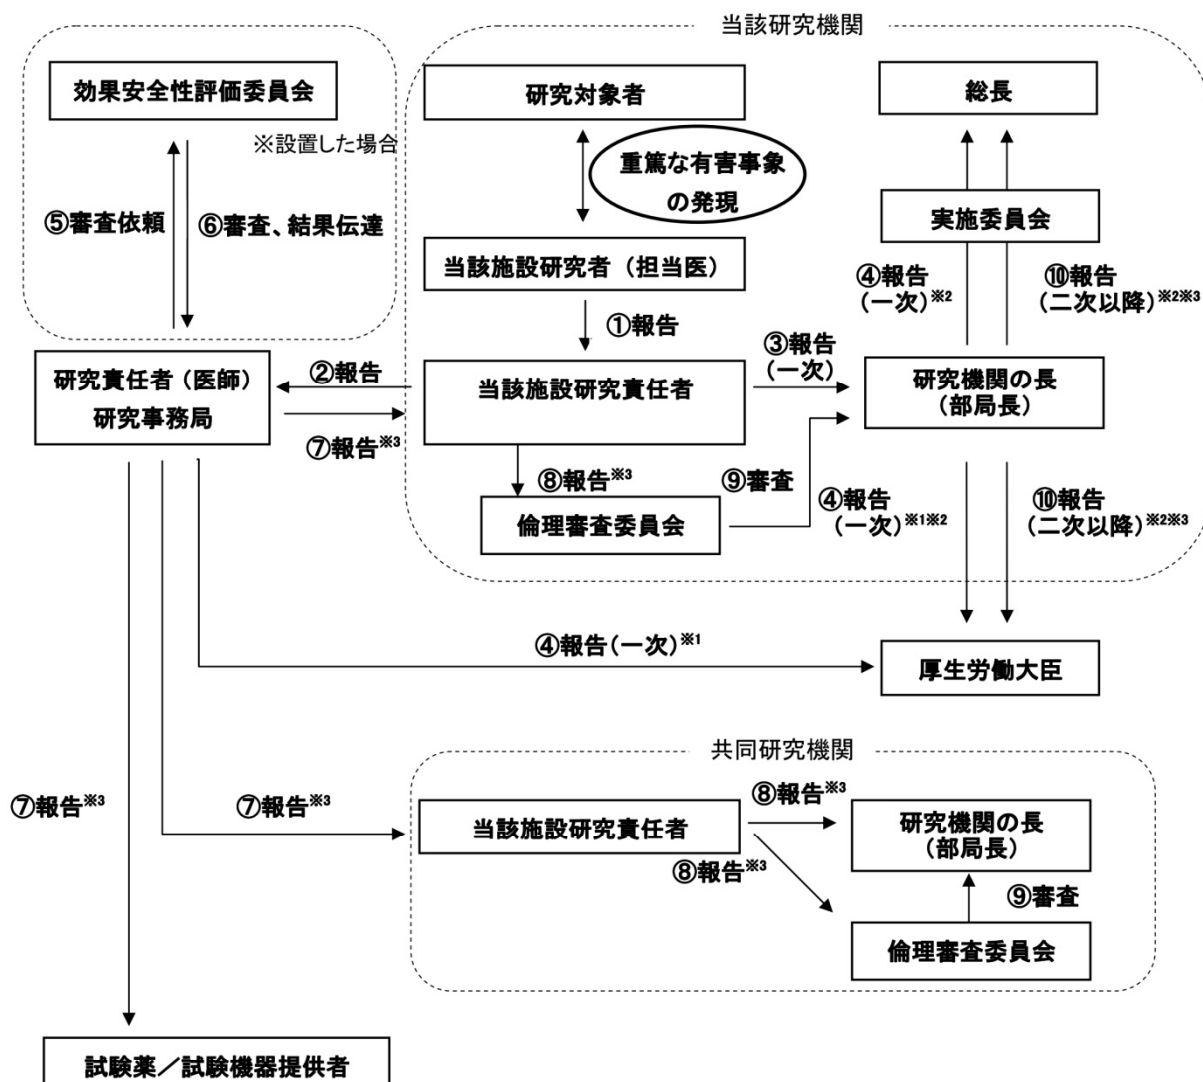 当該研究機関
効果安全性評価委員会
※設置した場合
⑤審査依頼
⑥審査、結果伝達
研究対象者
重篤な有害事象
の発現
当該施設研究者（担当医）
①報告
総長
実施委員会
④報告
（一次）※2
⑩報告
（二次以降）※2※3
研究責任者（医師）
研究事務局
②報告
⑦報告※3
当該施設研究責任者
③報告
（一次）
研究機関の長
（部局長）
⑧報告※3
⑨審査
倫理審査委員会
④報告
（一次）※1※2
⑩報告
（二次以降）※2※3
④報告（一次）※1
厚生労働大臣
共同研究機関
⑦報告※3
⑦報告※3
当該施設研究責任者
⑧報告※3
⑧報告※3
研究機関の長
（部局長）
⑨審査
倫理審査委員会
試験薬／試験機器提供者